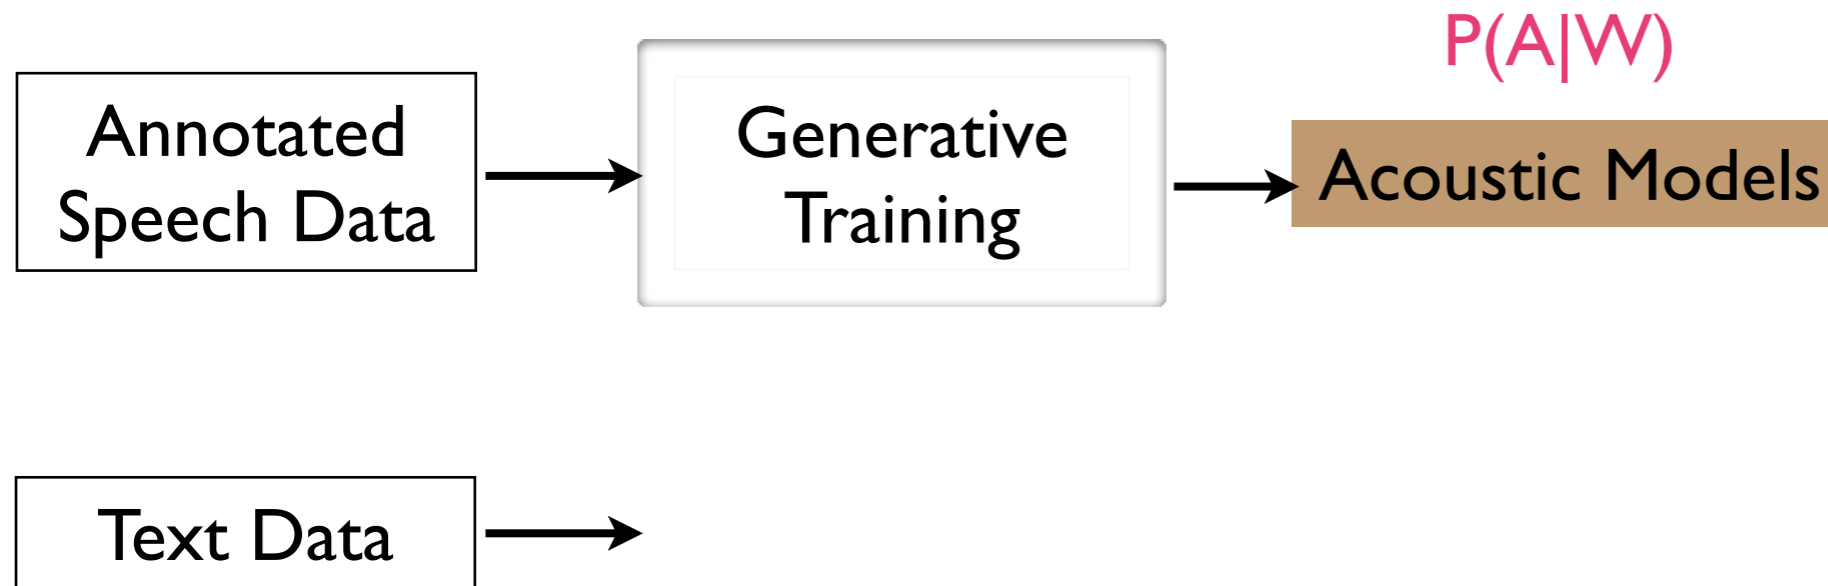 P(A|W)
Annotated
Speech Data
Generative
Training
Acoustic Models
Text Data